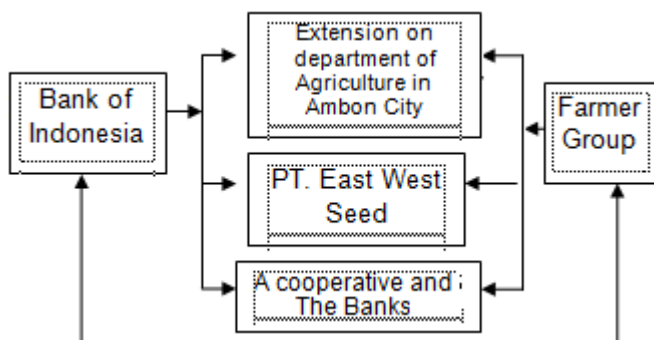 Extension on
department of
Agriculture in
Ambon City
Bank of
Indonesia
Farmer
Group
PT. East West
Seed
A cooperative and
The Banks